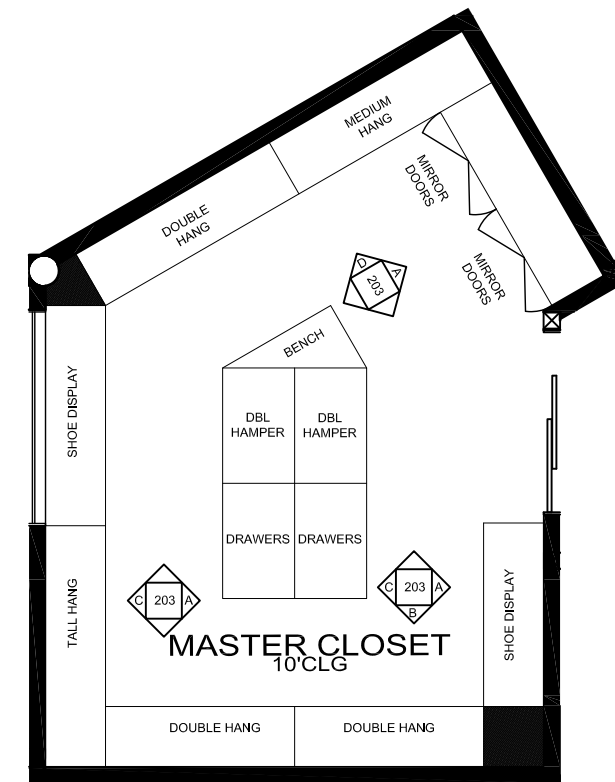 MEDIUM
HANG
DOUBLE
HANG
MIRROR
DOORS
MIRROR
DOORS
D
A
203
BENCH
SHOE DISPLAY
DBL
HAMPER
DBL
HAMPER
DRAWERS
DRAWERS
TALL HANG
C
203
A
C
203
A
B
SHOE DISPLAY
MASTER CLOSET
10'CLG
DOUBLE HANG
DOUBLE HANG